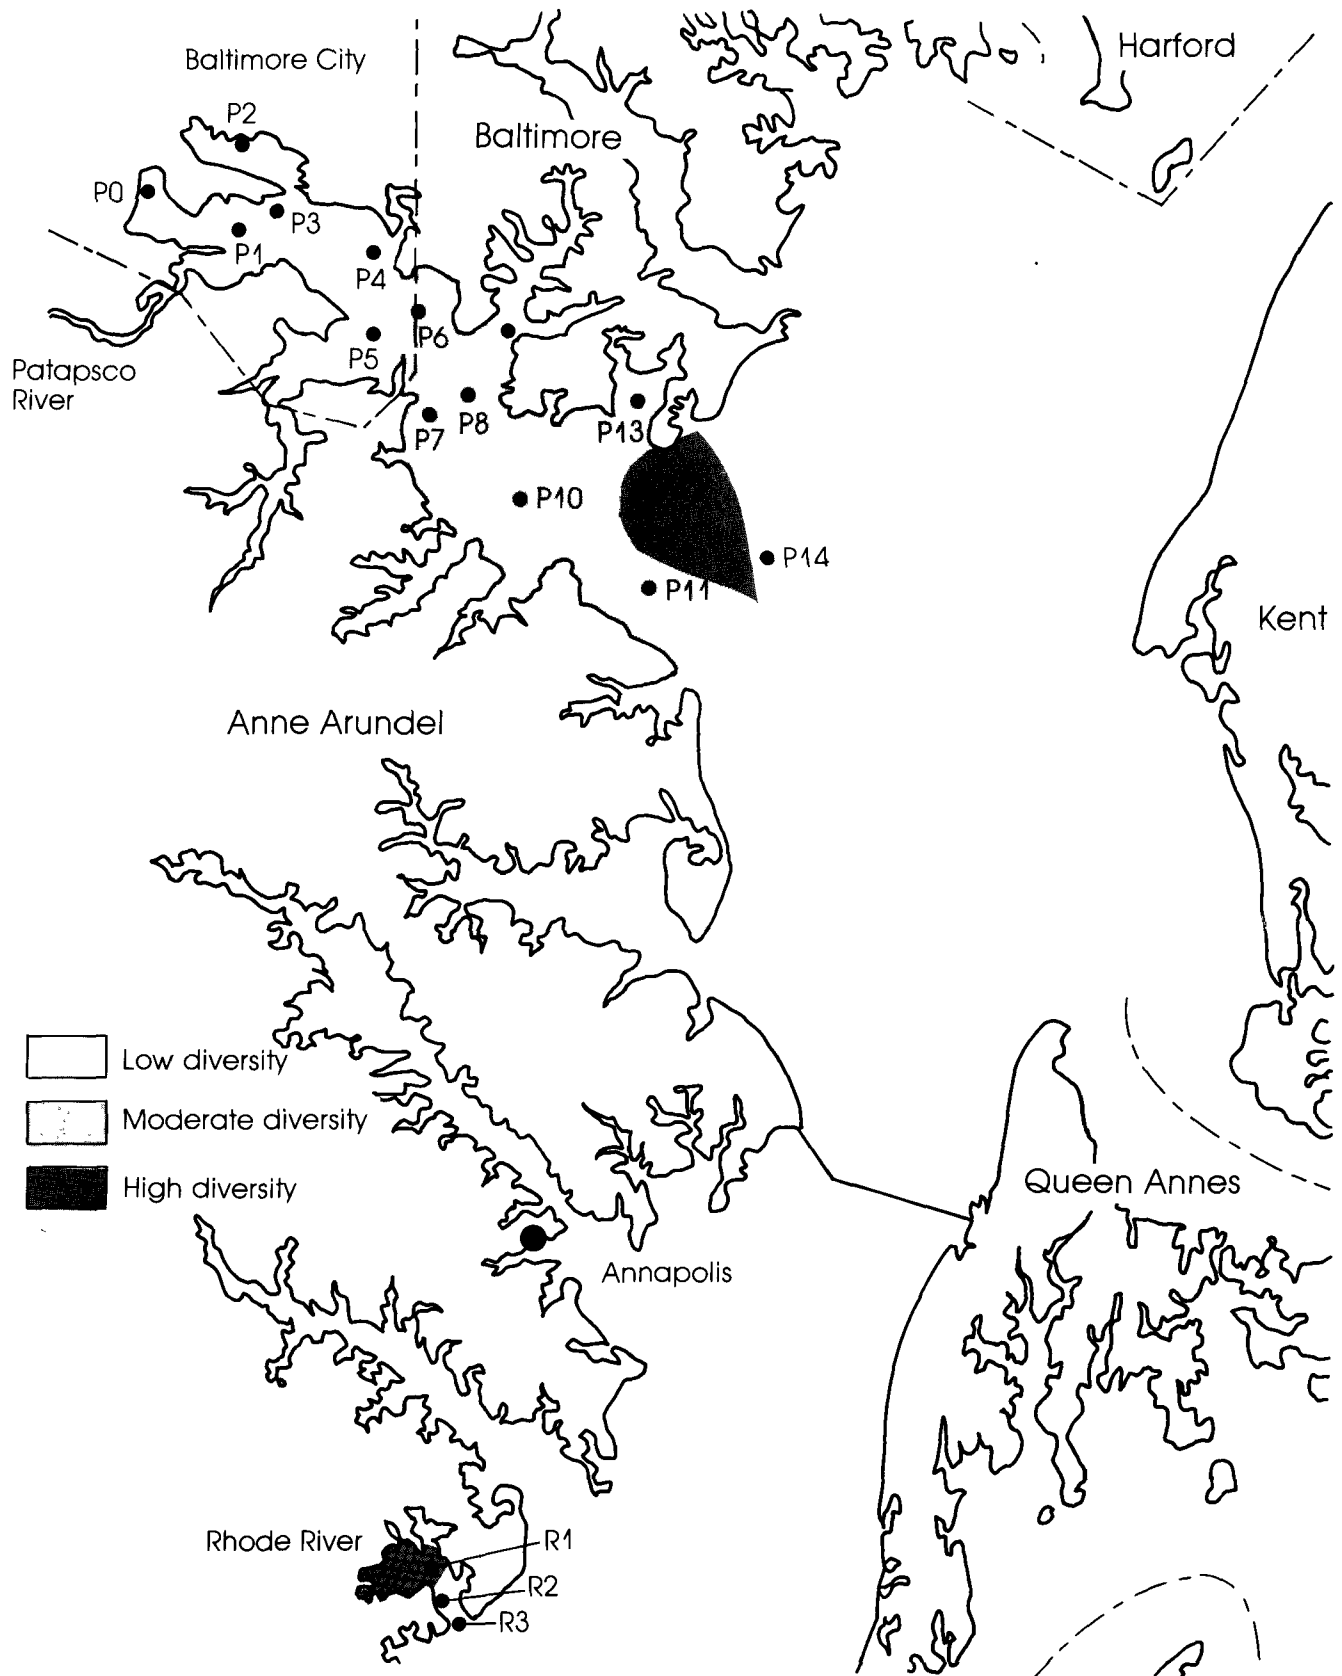 Baltimore City
Harford
P2
Baltimore
P0
P3
P1
P4
P6
P5
Patapsco
River
P8
P7
P13
P10
P14
P11
Kent
Anne Arundel
Low diversity
Moderate diversity
High diversity
Queen Annes
Annapolis
Rhode River
R1
R2
R3